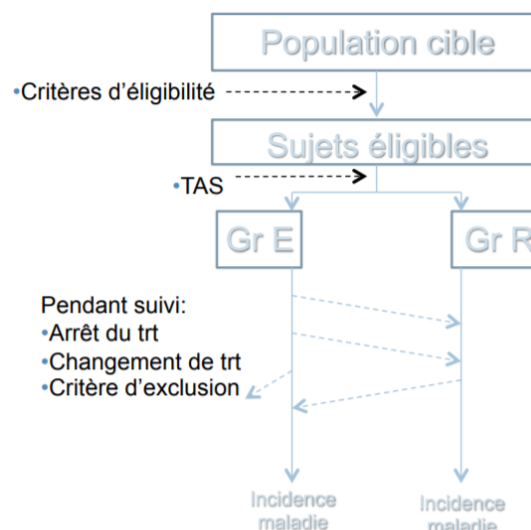 Population cible
•Critères d'éligibilité
Sujets éligibles
•TAS
Gr E
Gr R
Pendant suivi:
•Arrêt du trt
•Changement de trt
•Critère d'exclusion
Incidence
maladie
Incidence
maladie